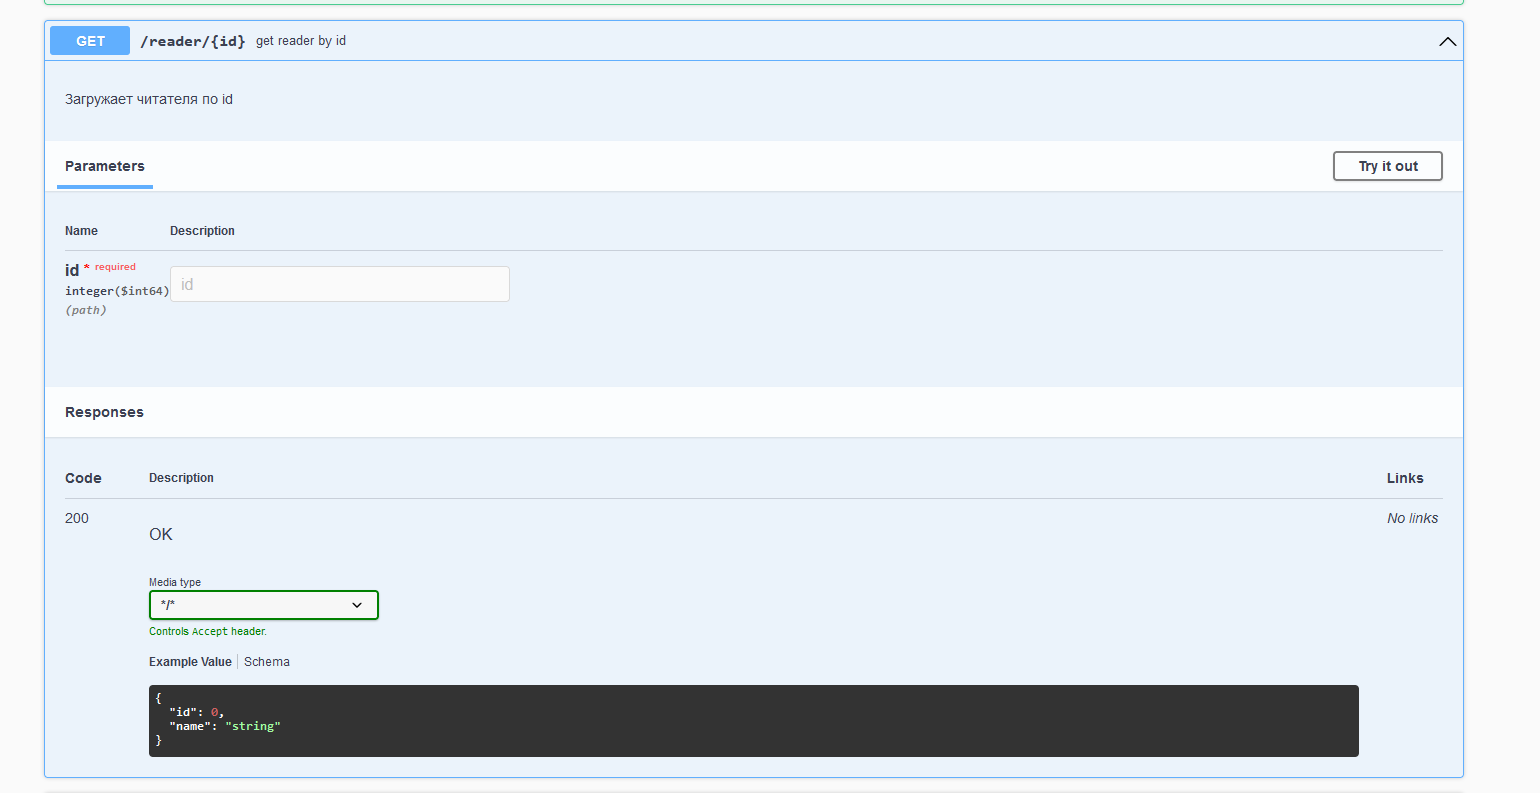 GET /reader/{id} get reader by id
Загружает читателя по id
Parameters Try it out
Name Description
id * required
integer($int64)
(path)
id
Responses
Code Description Links
200 OK No links
Media type
*/*
Controls Accept header.
Example Value Schema
{
"id": 0,
"name": "string"
}